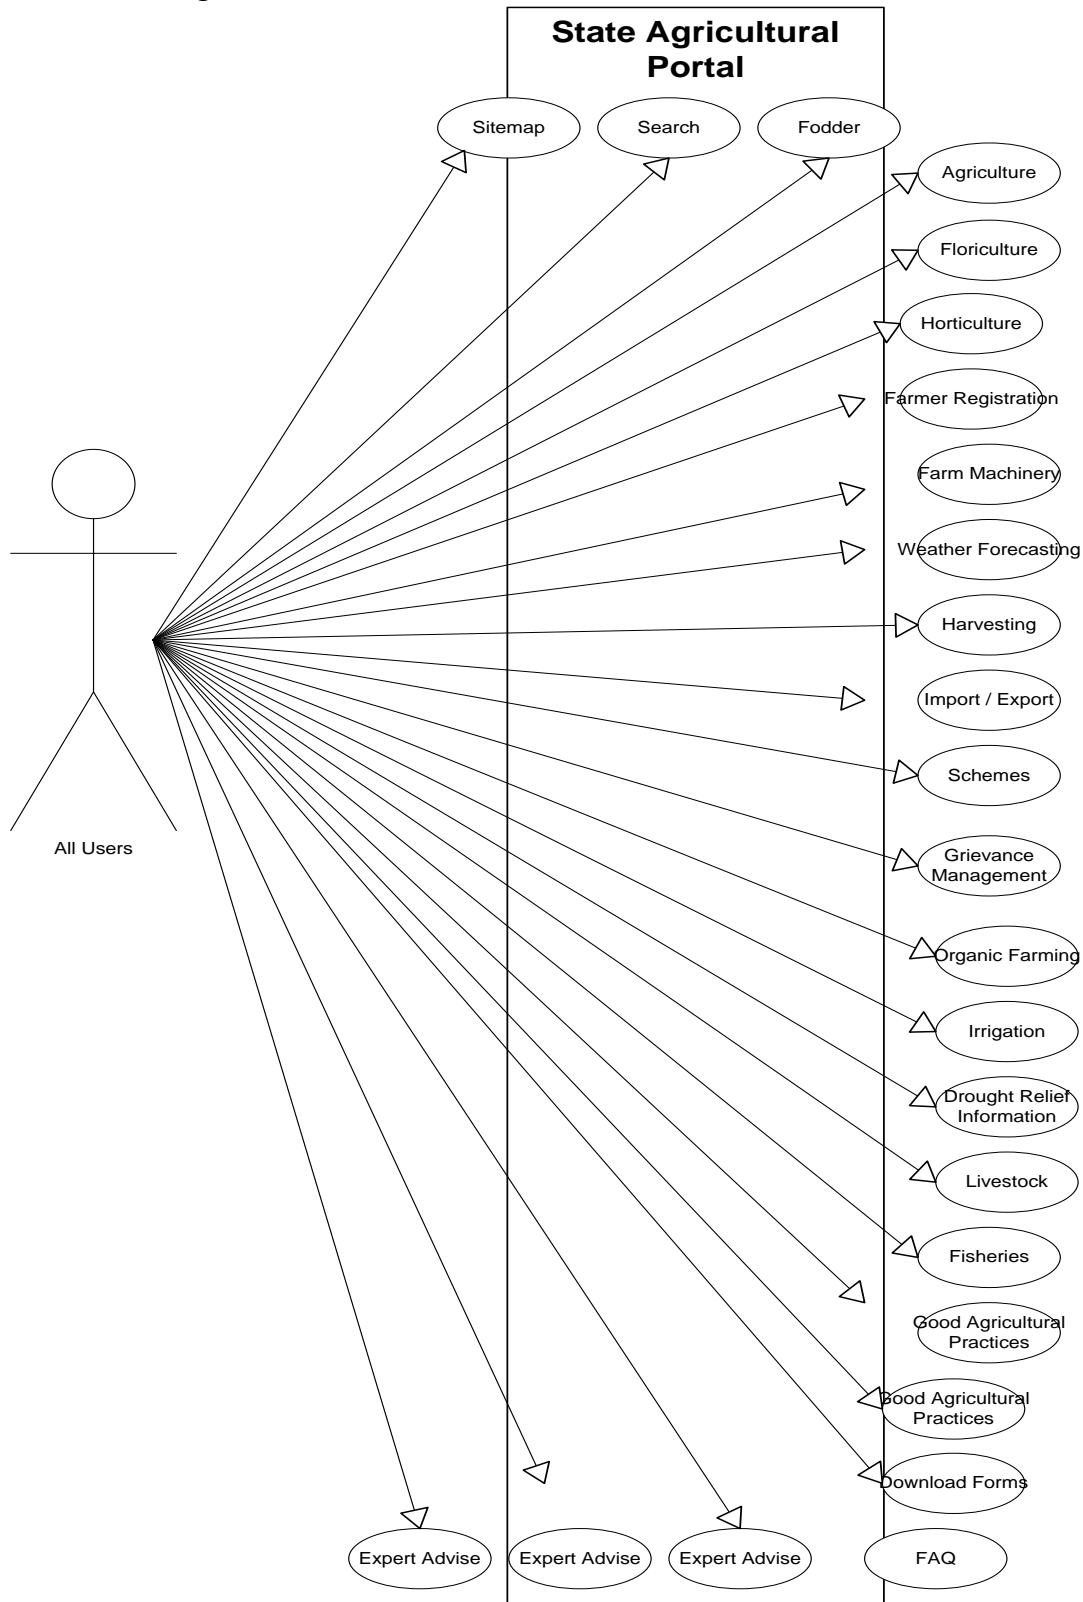 State Agricultural
Portal
Sitemap
Search
Fodder
Agriculture
Floriculture
Horticulture
Farmer Registration
Farm Machinery
Weather Forecasting
Harvesting
Import / Export
Schemes
All Users
Grievance
Management
Organic Farming
Irrigation
Drought Relief
Information
Livestock
Fisheries
Good Agricultural
Practices
Good Agricultural
Practices
Download Forms
Expert Advise
Expert Advise
Expert Advise
FAQ